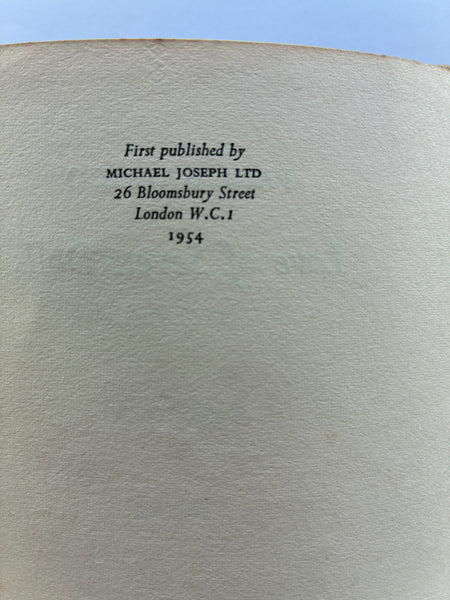 First published by
MICHAEL JOSEPH LTD
26 Bloomsbury Street
London W.C.1
1954